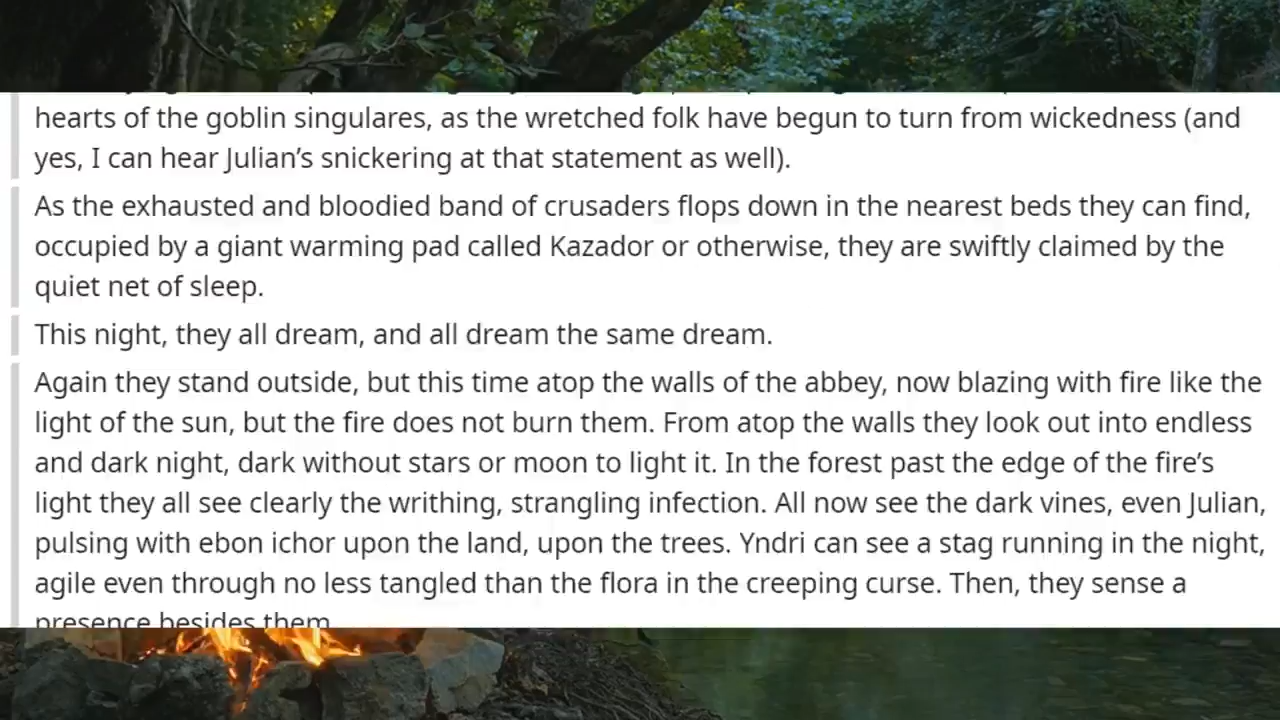 hearts of the goblin singulares, as the wretched folk have begun to turn from wickedness (and
yes, I can hear Julian’s snickering at that statement as well).
As the exhausted and bloodied band of crusaders flops down in the nearest beds they can find,
occupied by a giant warming pad called Kazador or otherwise, they are swiftly claimed by the
quiet net of sleep.
This night, they all dream, and all dream the same dream.
Again they stand outside, but this time atop the walls of the abbey, now blazing with fire like the
light of the sun, but the fire does not burn them. From atop the walls they look out into endless
and dark night, dark without stars or moon to light it. In the forest past the edge of the fire’s
light they all see clearly the writhing, strangling infection. All now see the dark vines, even Julian,
pulsing with ebon ichor upon the land, upon the trees. Yndri can see a stag running in the night,
agile even through no less tangled than the flora in the creeping curse. Then, they sense a
presence besides them